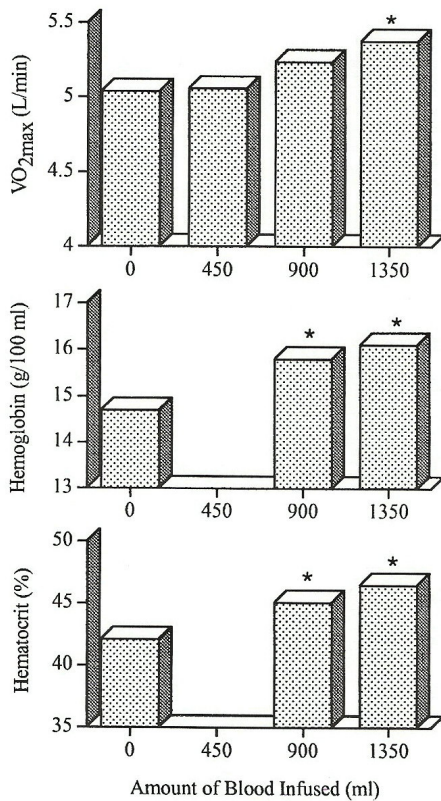 VO2max (L/min)
5.5
5
4.5
4
*
0 450 900 1350
Hemoglobin (g/100 ml)
17
16
15
14
13
* *
0 450 900 1350
Hematocrit (%)
50
45
40
35
* *
0 450 900 1350
Amount of Blood Infused (ml)